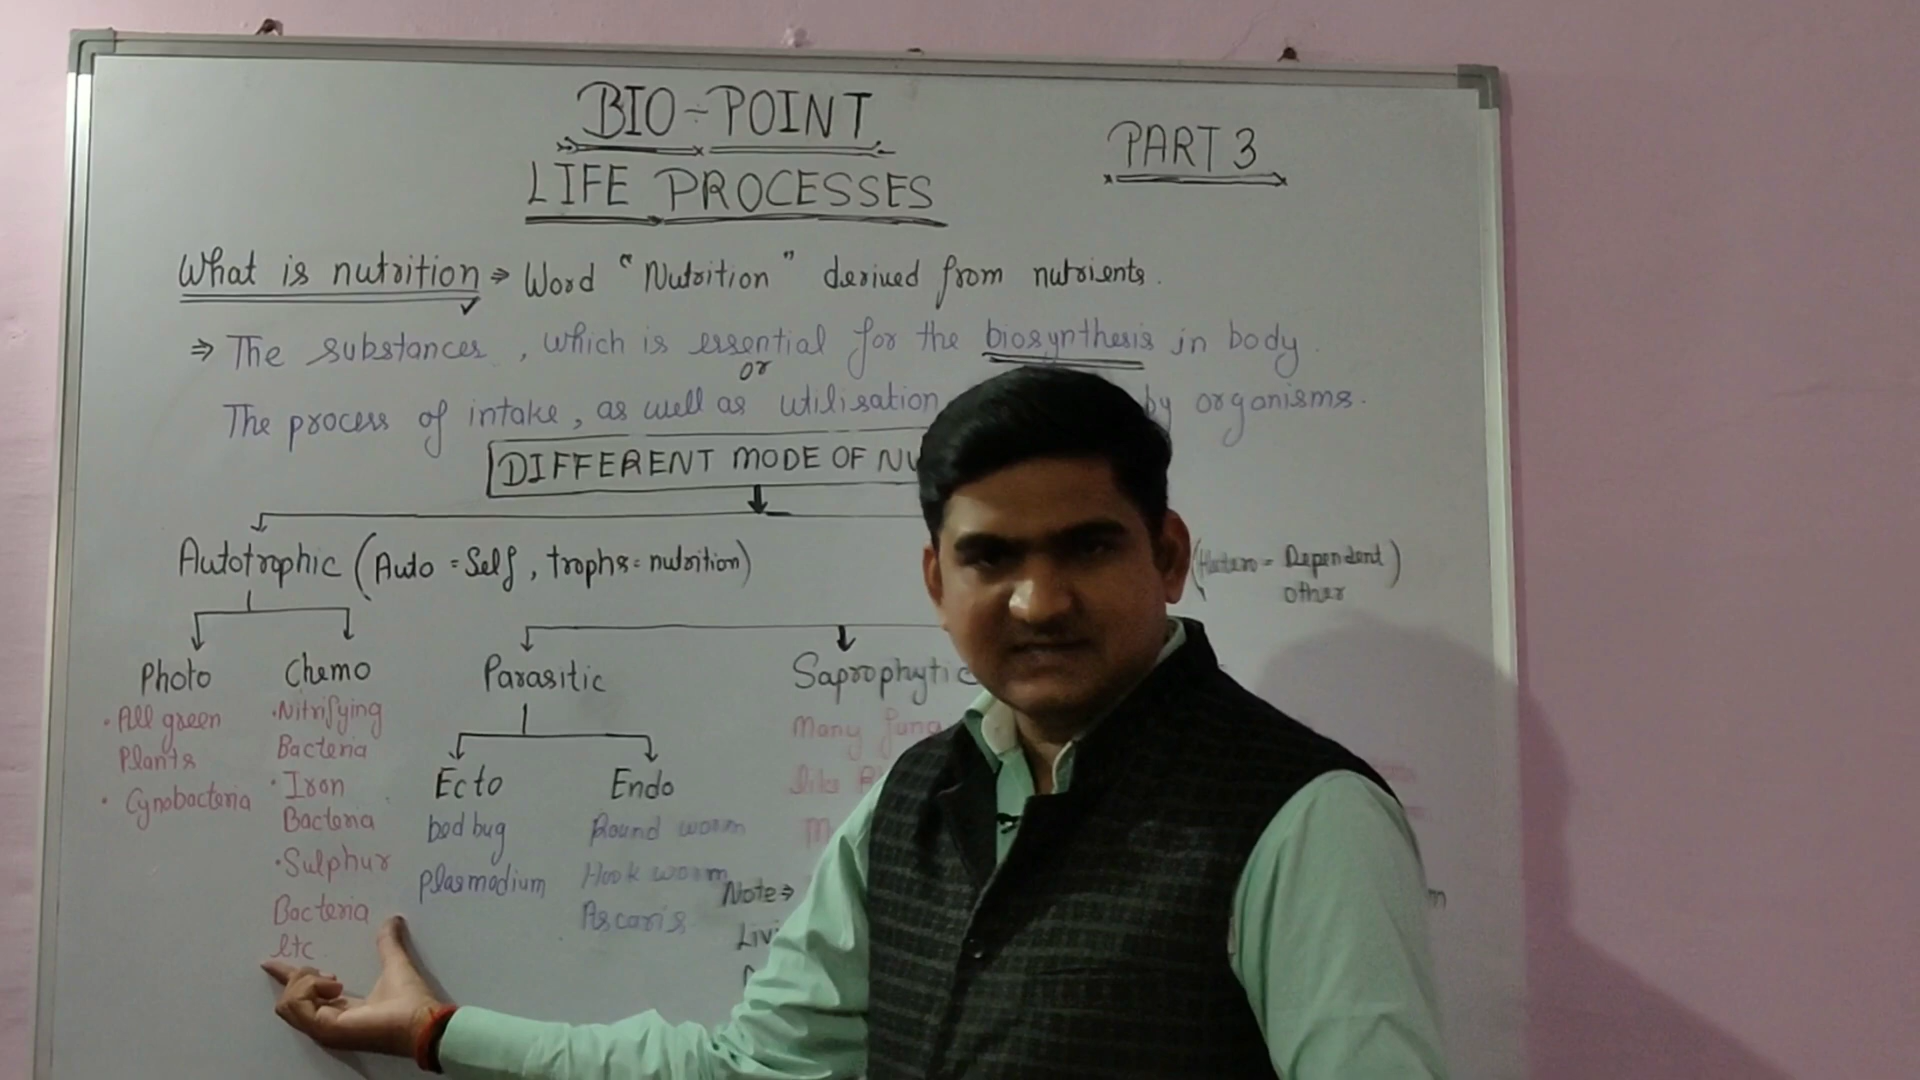 BIO-POINT
PART 3
LIFE PROCESSES
What is nutrition ⇒ Word "Nutrition" derived from nutrients.
⇒ The substances, which is essential for the biosynthesis in body.
or
The process of intake, as well as utilisation by organisms.
DIFFERENT MODE OF NU
Autotrophic (Auto = Self, trophs = nutrition)
(Hetero = Dependent
other)
Photo
• All green
Plants
• Cynobacteria
Chemo
• Nitrifying
Bacteria
• Iron
Bacteria
• Sulphur
Bacteria
etc
Parasitic
Ecto
bed bug
plasmodium
Endo
Round worm
Hook worm
Ascaris
Saprophytic
Many fung
like
Note ⇒
Livi